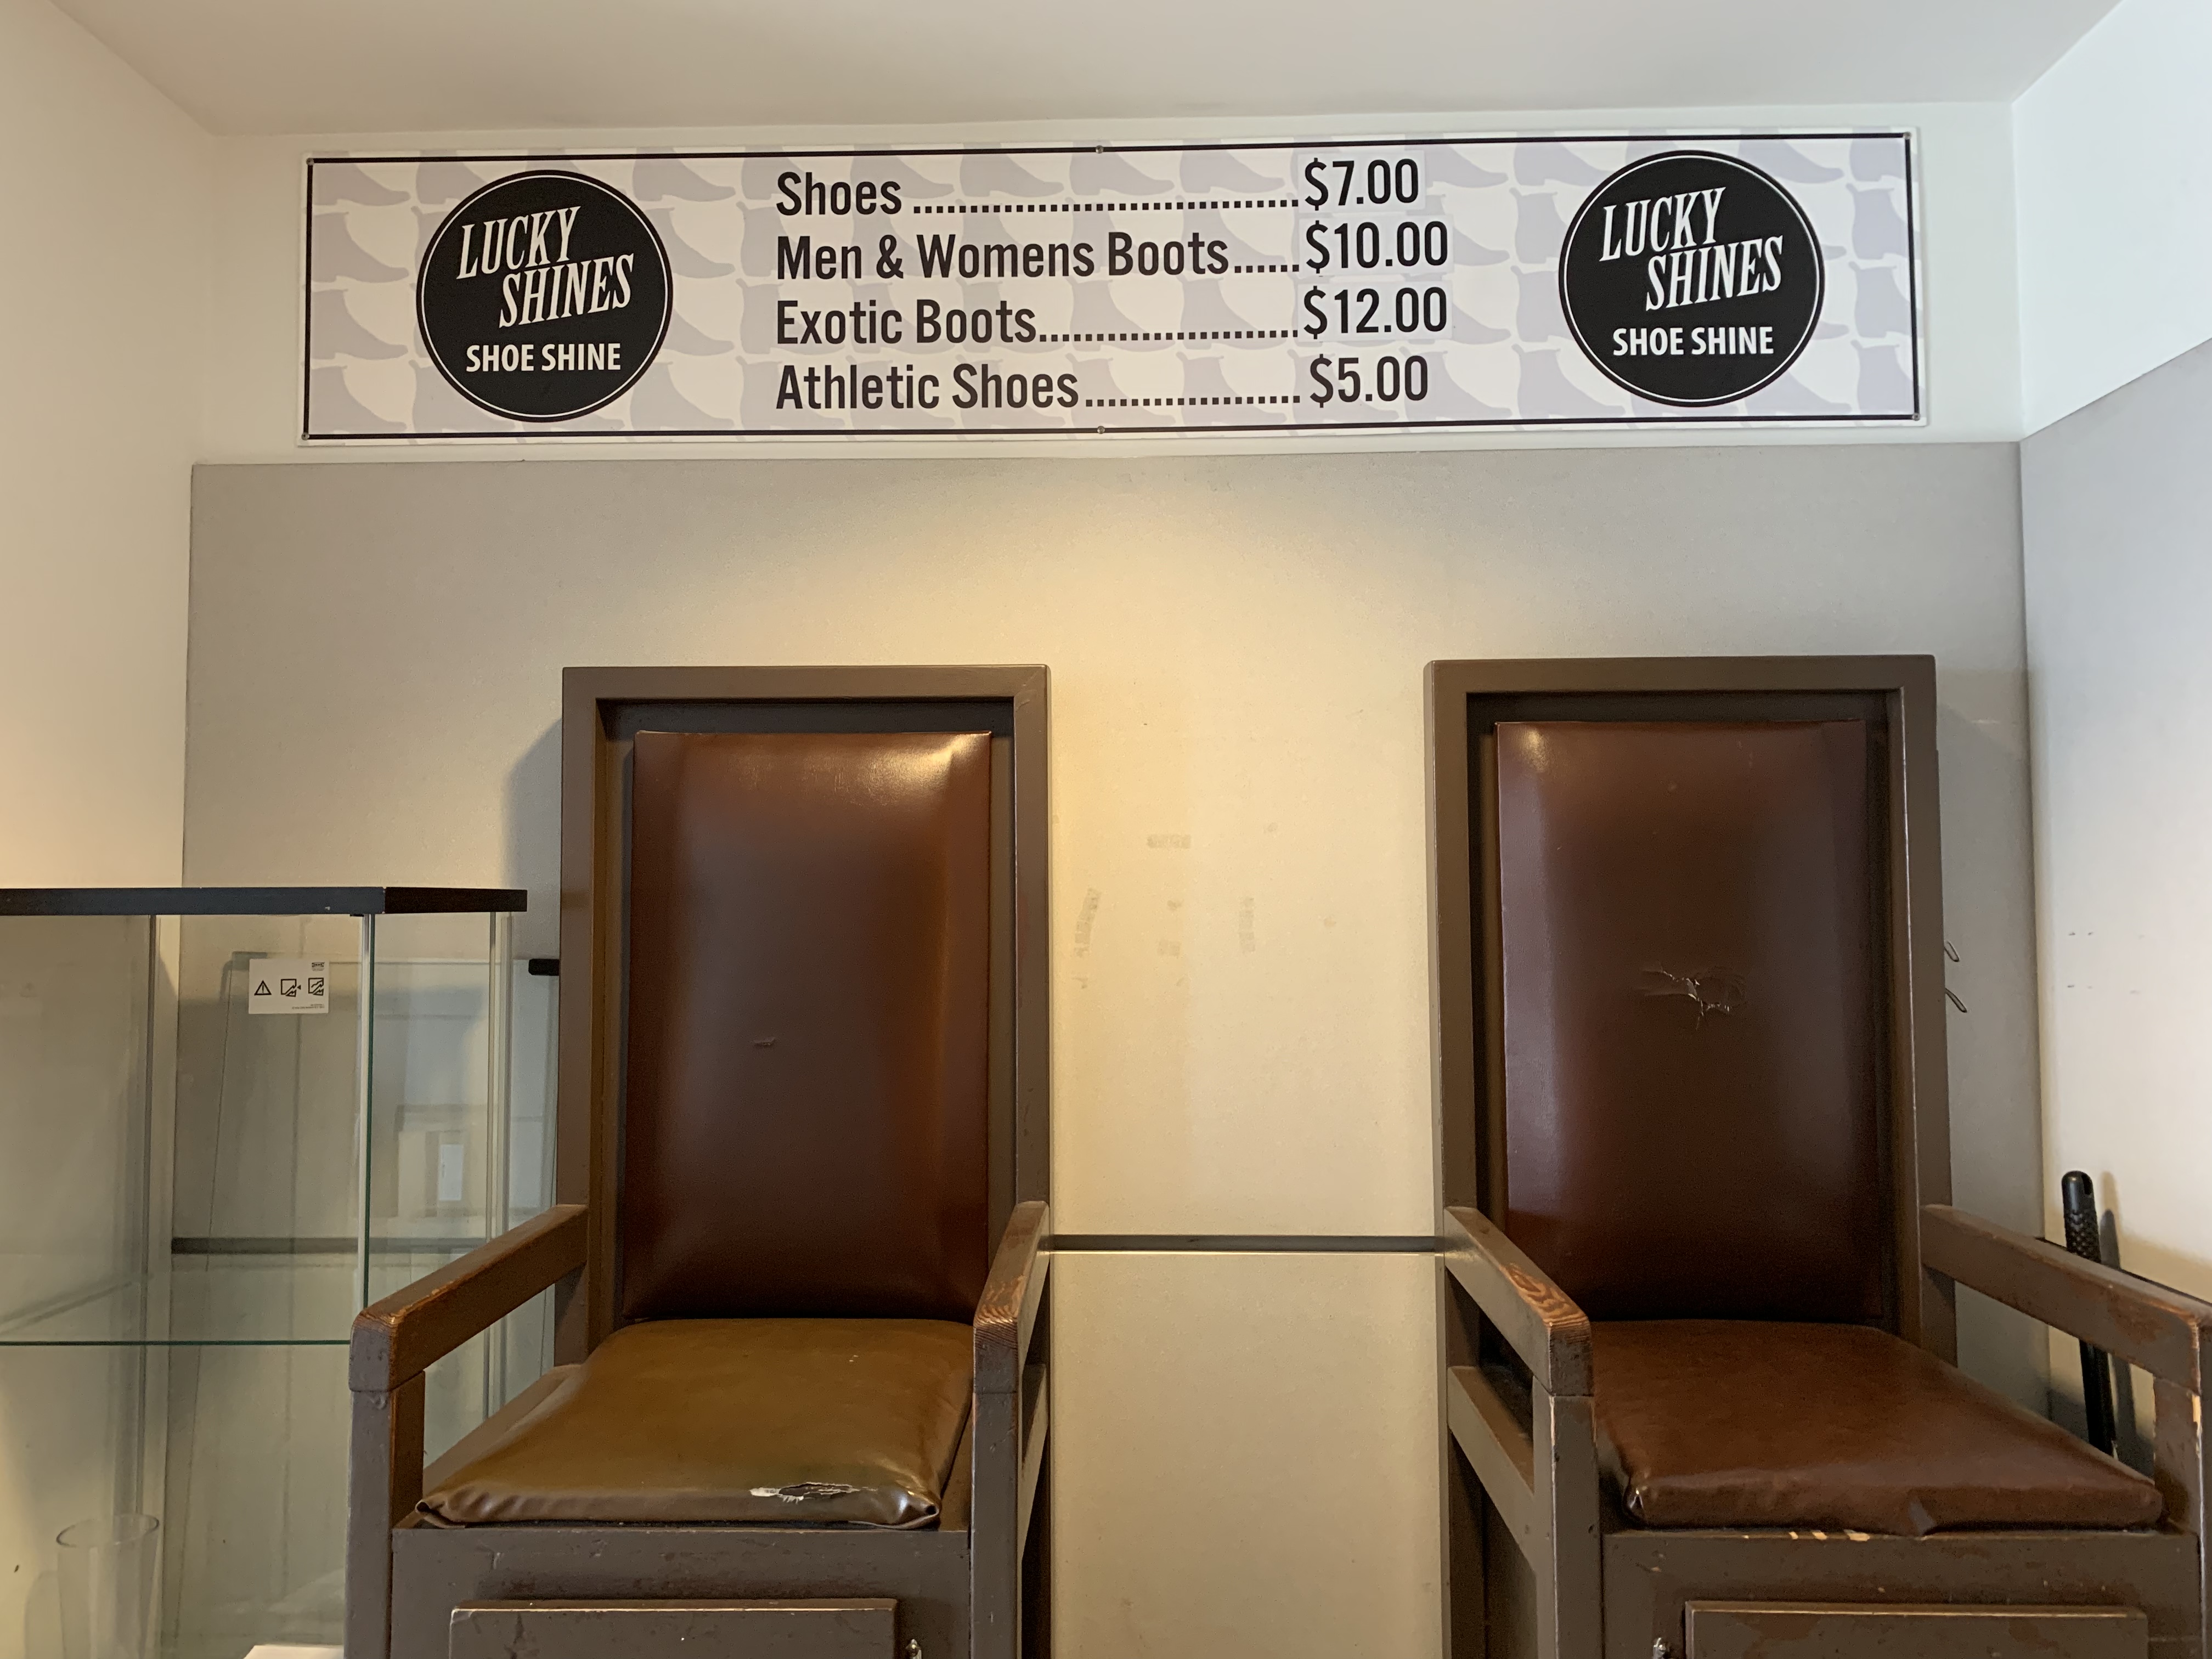 LUCKY
SHINES
SHOE SHINE
Shoes ..................................$7.00
Men & Womens Boots......$10.00
Exotic Boots.......................$12.00
Athletic Shoes...................$5.00
LUCKY
SHINES
SHOE SHINE